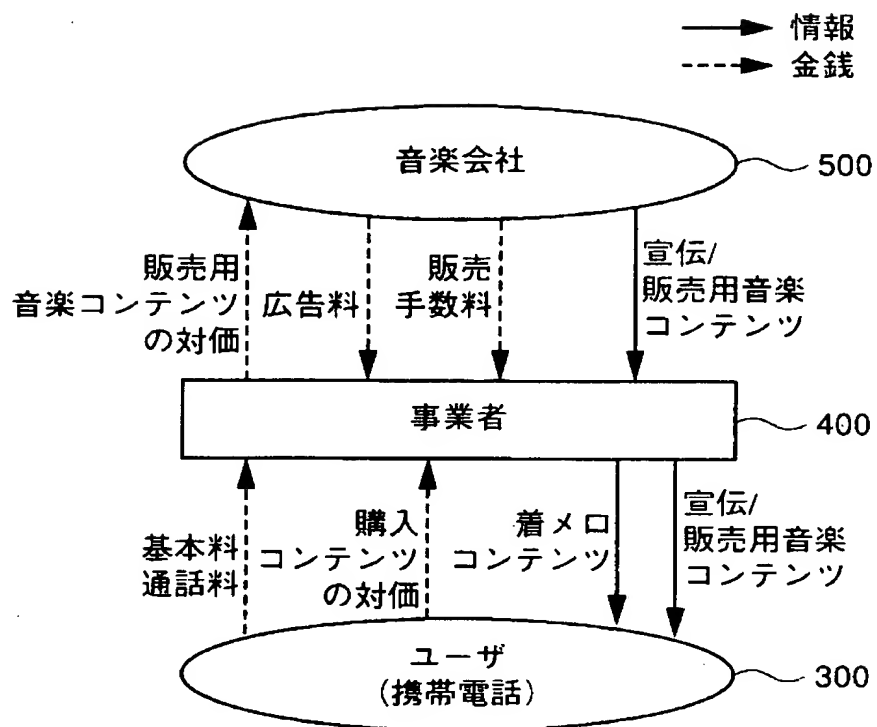 情報
金銭
音楽会社
500
販売用
音楽コンテンツ
の対価
広告料
販売
手数料
宣伝/
販売用音楽
コンテンツ
事業者
400
基本料
通話料
購入
コンテンツ
の対価
着メロ
コンテンツ
宣伝/
販売用音楽
コンテンツ
ユーザ
(携帯電話)
300